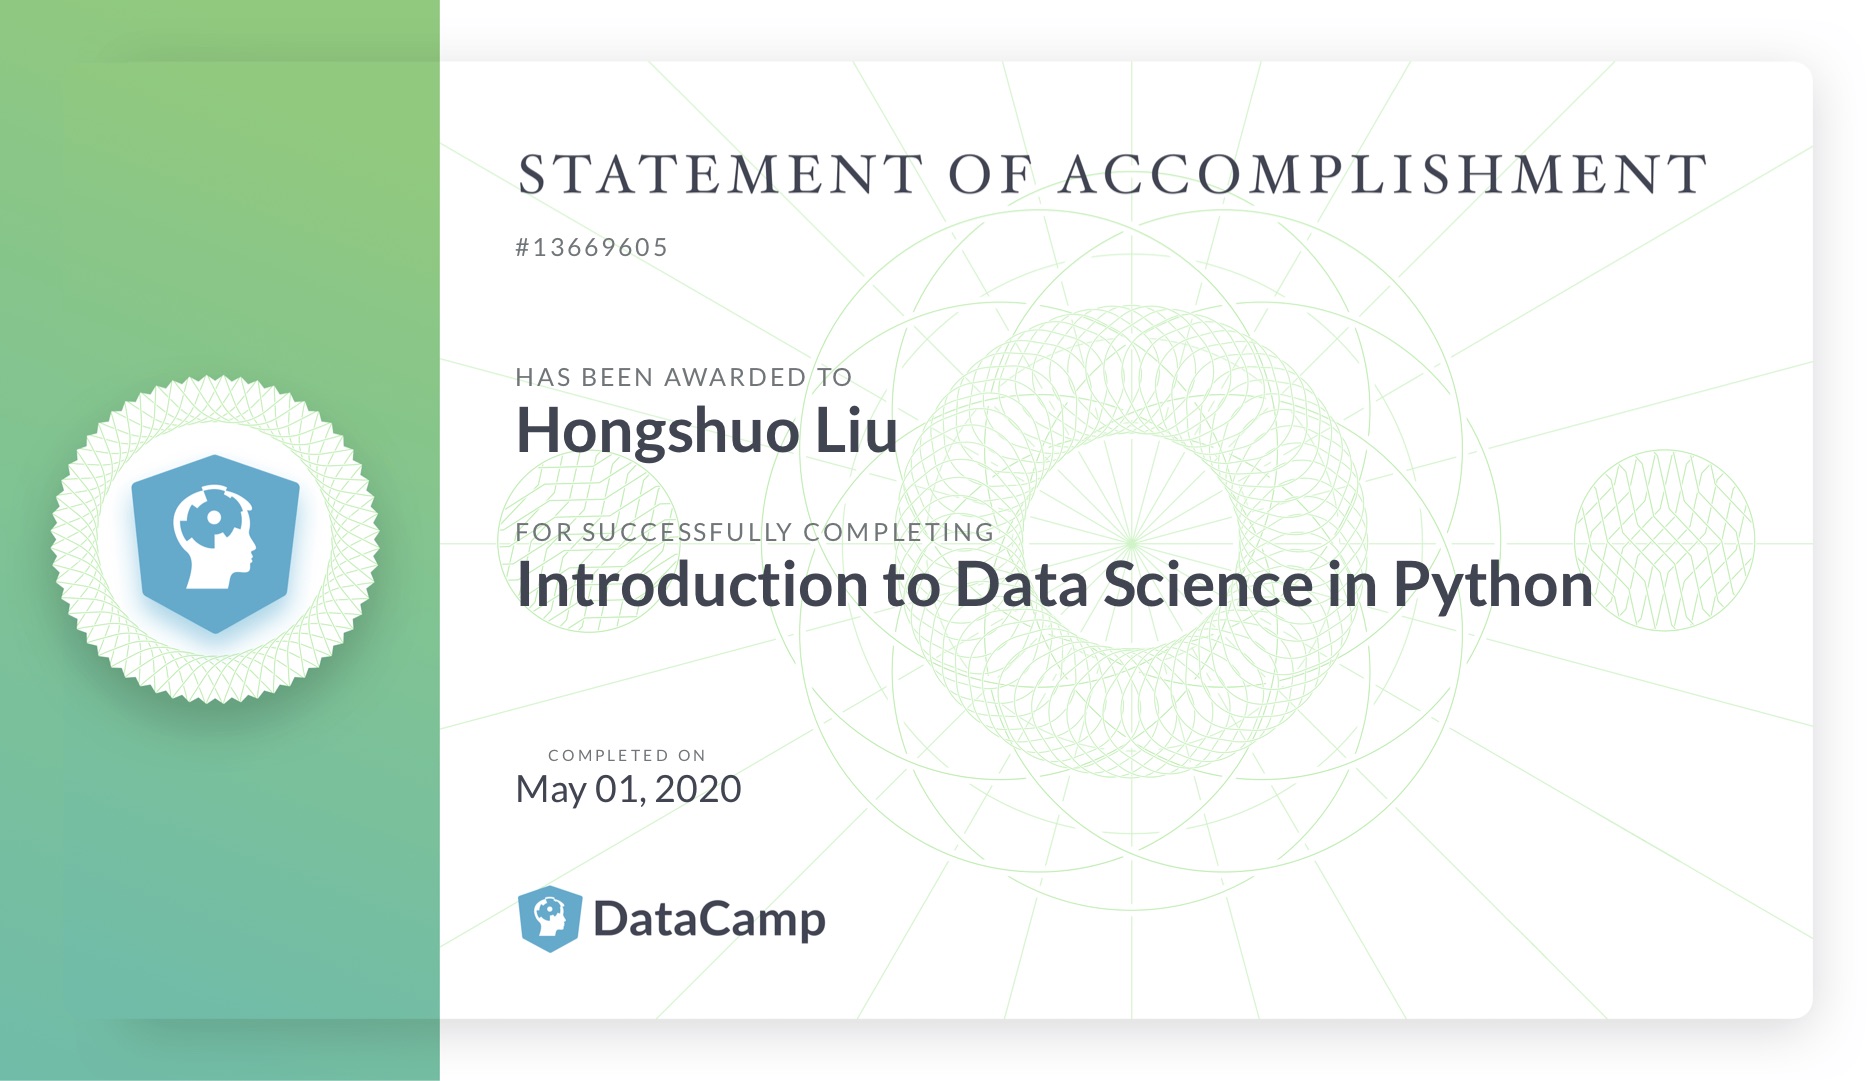 STATEMENT OF ACCOMPLISHMENT
#13669605
HAS BEEN AWARDED TO
Hongshuo Liu
FOR SUCCESSFULLY COMPLETING
Introduction to Data Science in Python
COMPLETED ON
May 01, 2020
DataCamp